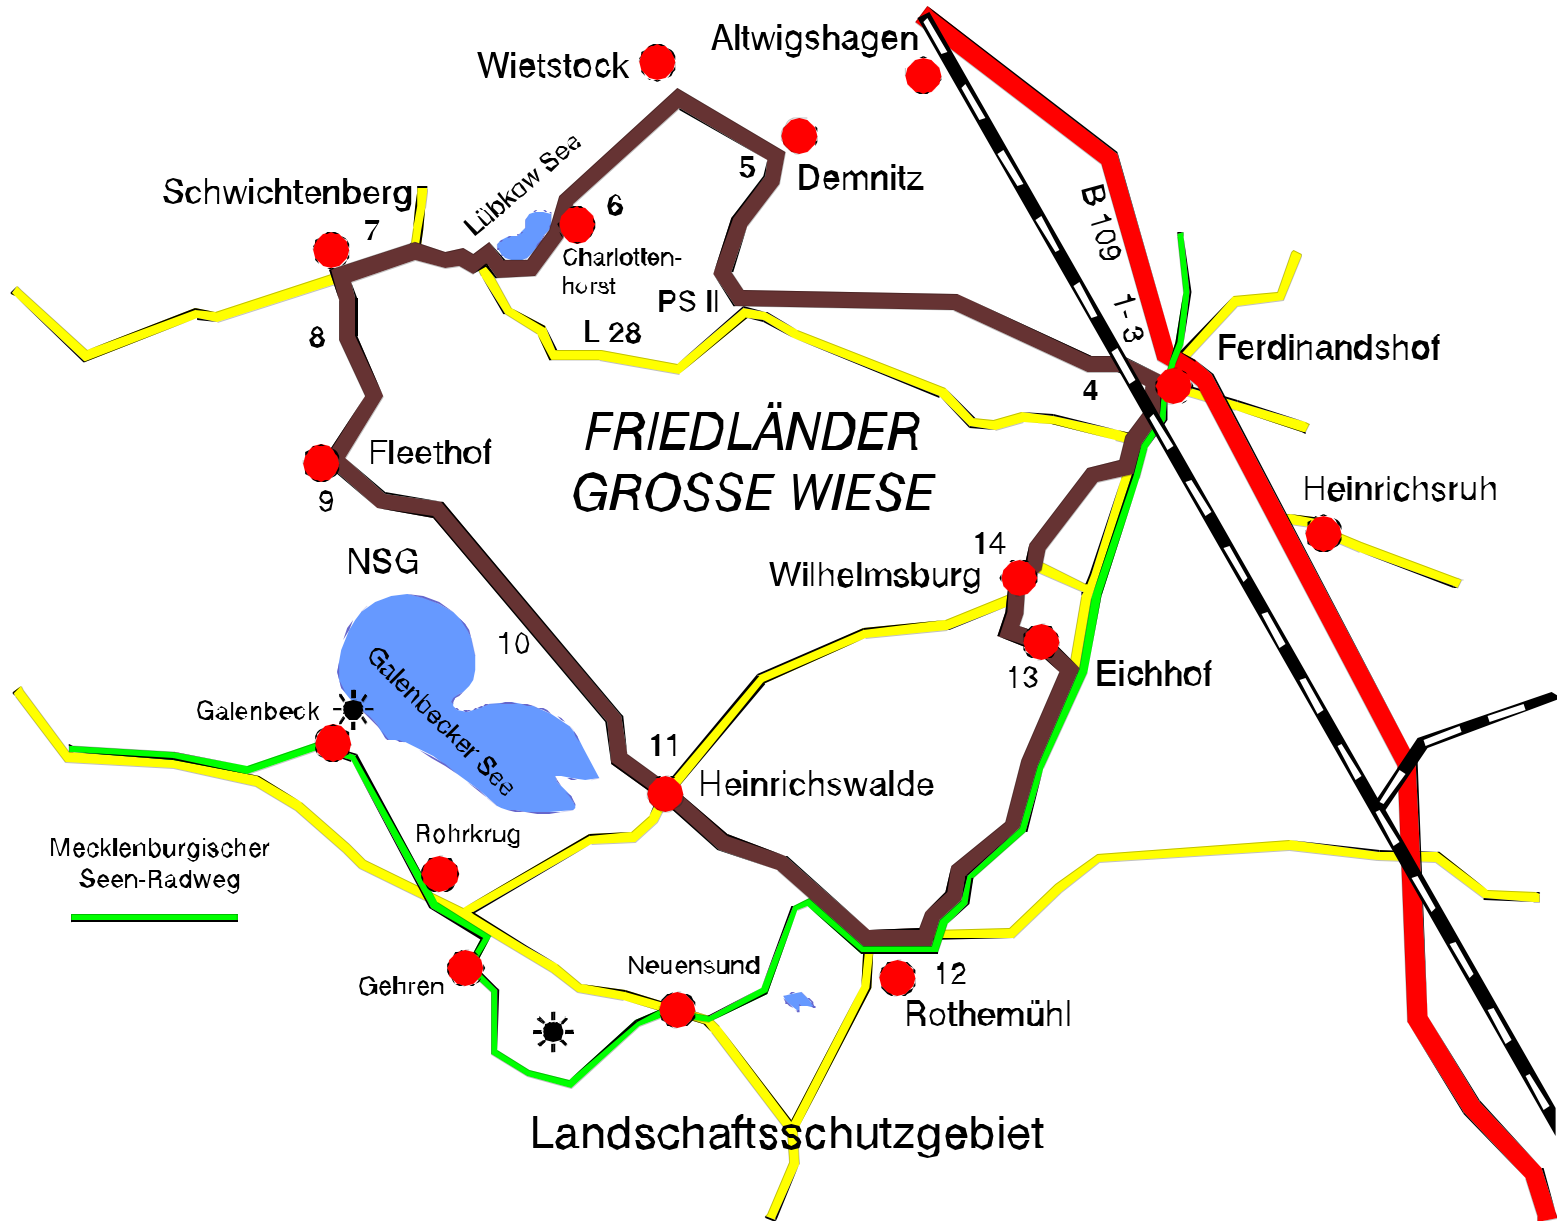 Altwigshagen
Wietstock
Demnitz
5
Lübkow See
Schwichtenberg
7
6
Charlotten-
horst
B 109 1-3
PS II
L 28
8
4
Ferdinandshof
FRIEDLÄNDER
GROSSE WIESE
Fleethof
9
Heinrichsruh
NSG
14
Wilhelmsburg
10
13
Eichhof
Galenbecker See
Galenbeck
11
Heinrichswalde
Rohrkrug
Mecklenburgischer
Seen-Radweg
Gehren
Neuensund
12
Rothemühl
Landschaftsschutzgebiet